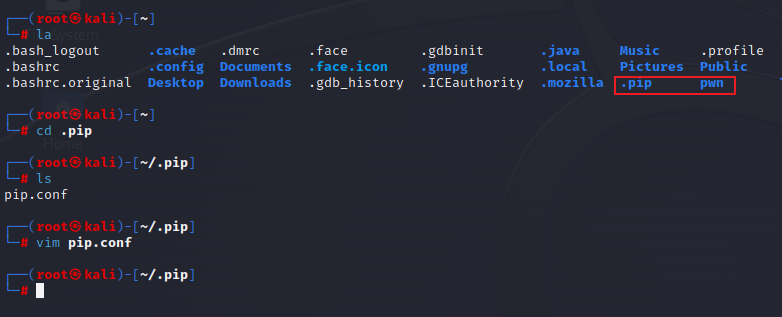 ┌──(root㉿kali)-[~]
└─# la
.bash_logout .cache .dmrc .face .gdbinit .java Music .profile
.bashrc .config Documents .face.icon .gnupg .local Pictures Public
.bashrc.original Desktop Downloads .gdb_history .ICEauthority .mozilla .pip pwn
┌──(root㉿kali)-[~]
└─# cd .pip
Home
┌──(root㉿kali)-[~/.pip]
└─# ls
pip.conf
┌──(root㉿kali)-[~/.pip]
└─# vim pip.conf
┌──(root㉿kali)-[~/.pip]
└─#